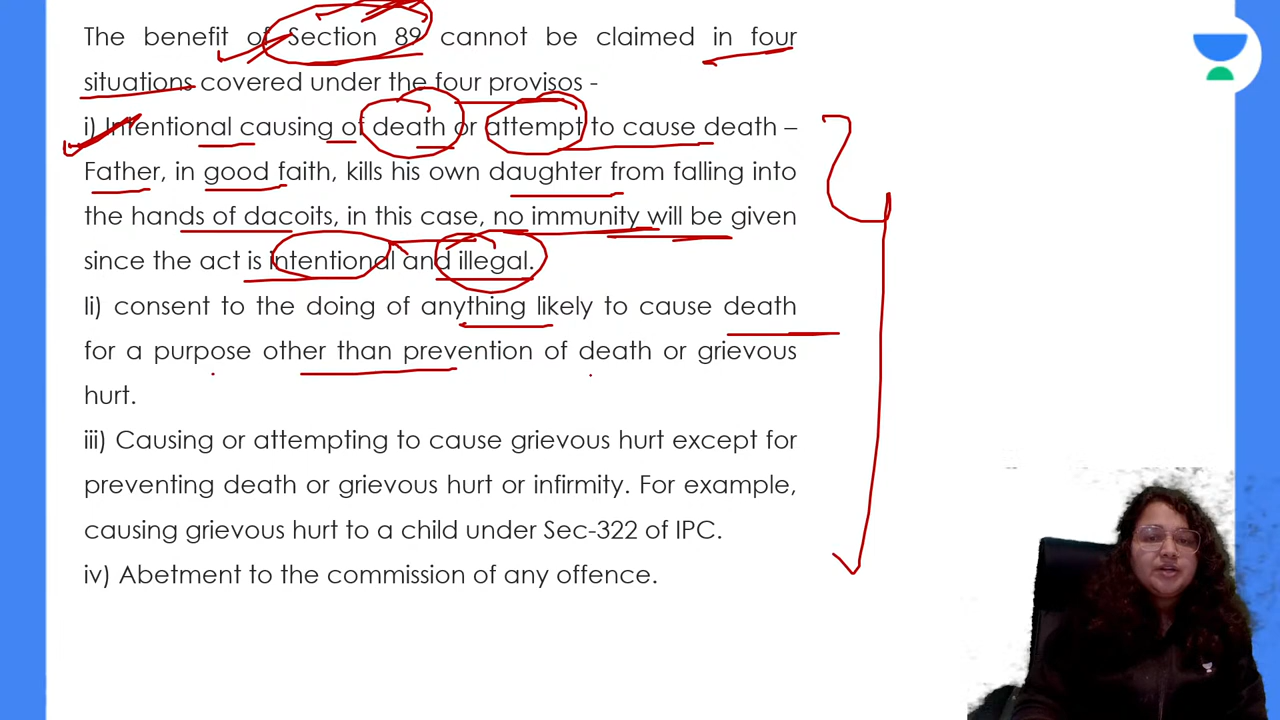 The benefit of Section 89 cannot be claimed in four
situations covered under the four provisos -
i) Intentional causing of death or attempt to cause death –
Father, in good faith, kills his own daughter from falling into
the hands of dacoits, in this case, no immunity will be given
since the act is intentional and illegal.
Ii) consent to the doing of anything likely to cause death
for a purpose other than prevention of death or grievous
hurt.
iii) Causing or attempting to cause grievous hurt except for
preventing death or grievous hurt or infirmity. For example,
causing grievous hurt to a child under Sec-322 of IPC.
iv) Abetment to the commission of any offence.